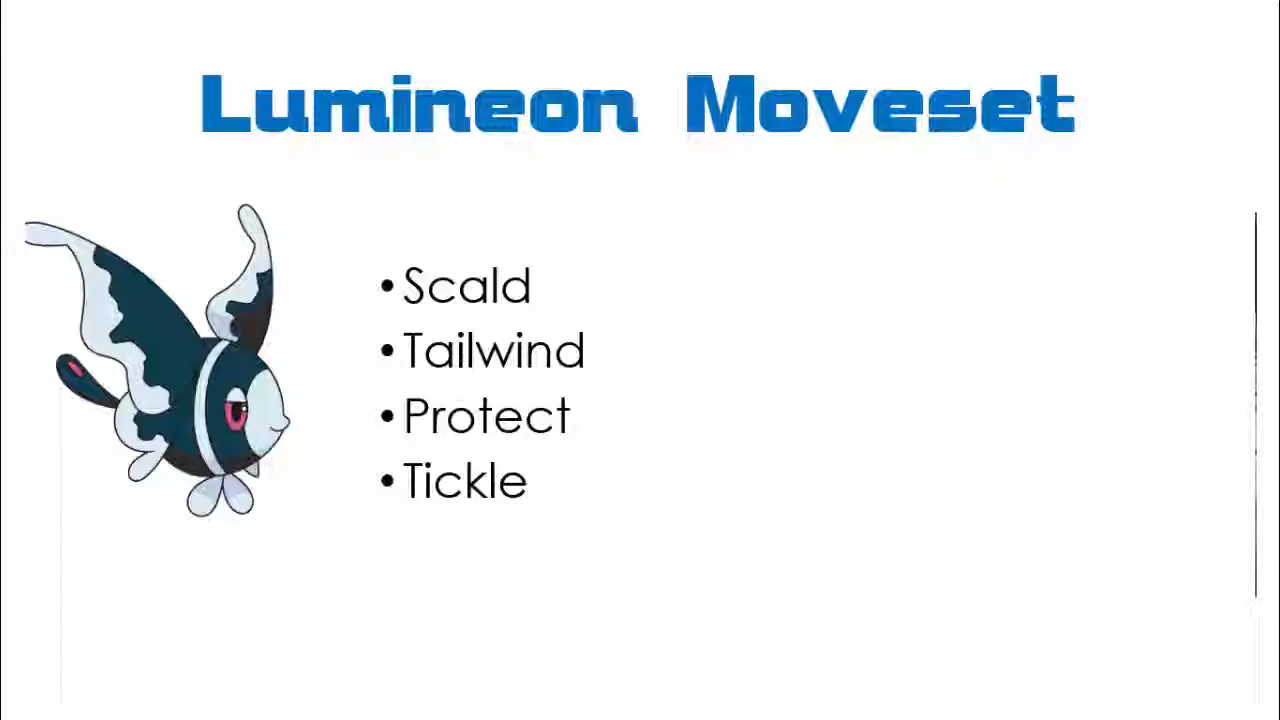 Lumineon Moveset
• Scald
• Tailwind
• Protect
• Tickle